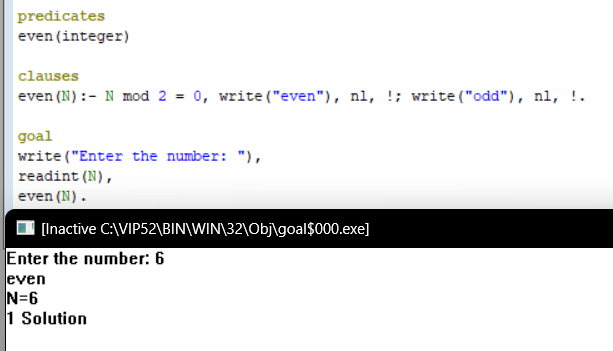 predicates
even(integer)
clauses
even(N):- N mod 2 = 0, write("even"), nl, !; write("odd"), nl, !.
goal
write("Enter the number: "),
readint(N),
even(N).
[Inactive C:\VIP52\BIN\WIN\32\Obj\goal$000.exe]
Enter the number: 6
even
N=6
1 Solution